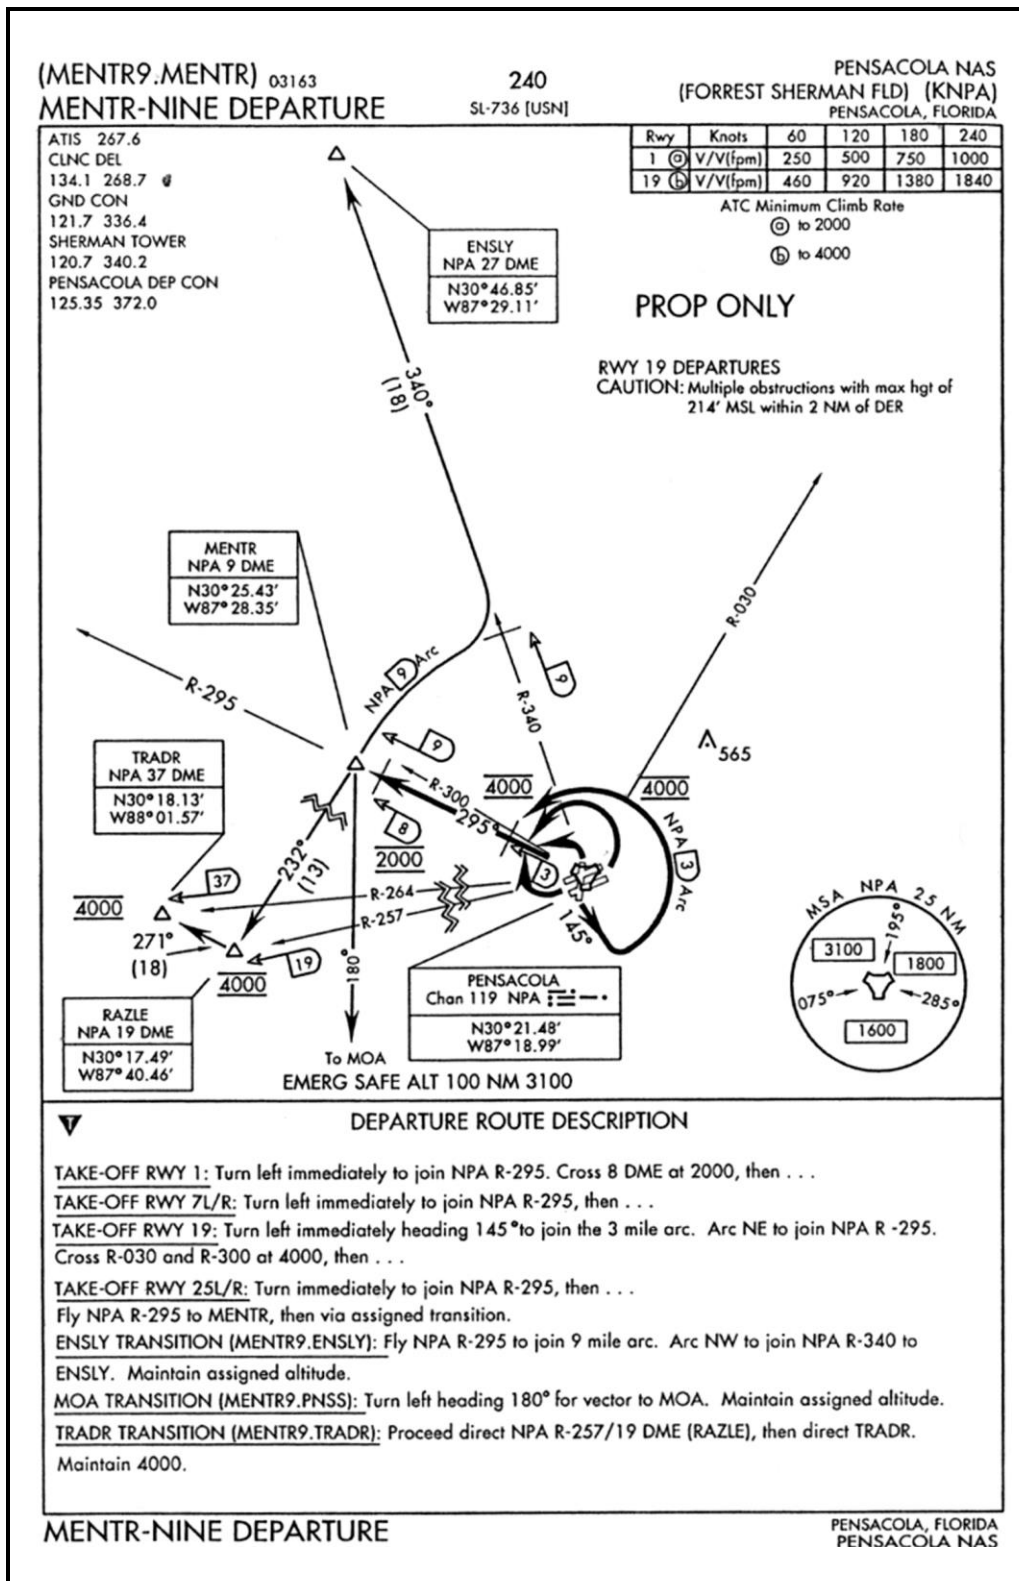 (MENTR9.MENTR) 03163
MENTR-NINE DEPARTURE
240
SL-736 [USN]
PENSACOLA NAS
(FORREST SHERMAN FLD) (KNPA)
PENSACOLA, FLORIDA
ATIS 267.6
CLNC DEL
134.1 268.7
GND CON
121.7 336.4
SHERMAN TOWER
120.7 340.2
PENSACOLA DEP CON
125.35 372.0
Rwy Knots 60 120 180 240
1 ⓐ V/V(fpm) 250 500 750 1000
19 ⓑ V/V(fpm) 460 920 1380 1840
ATC Minimum Climb Rate
ⓐ to 2000
ⓑ to 4000
PROP ONLY
RWY 19 DEPARTURES
CAUTION: Multiple obstructions with max hgt of
214' MSL within 2 NM of DER
ENSLY
NPA 27 DME
N30°46.85'
W87°29.11'
340°
(18)
MENTR
NPA 9 DME
N30°25.43'
W87°28.35'
R-295
NPA 9 Arc
R-340
9
R-030
565
TRADR
NPA 37 DME
N30°18.13'
W88°01.57'
9
R-300
295°
8
2000
4000
4000
NPA 3 Arc
3
145°
232°
(13)
R-264
R-257
37
4000
271°
(18)
19
4000
180°
To MOA
RAZLE
NPA 19 DME
N30°17.49'
W87°40.46'
PENSACOLA
Chan 119 NPA
N30°21.48'
W87°18.99'
MSA NPA 25 NM
195°
3100
1800
075°
285°
1600
EMERG SAFE ALT 100 NM 3100
T
DEPARTURE ROUTE DESCRIPTION
TAKE-OFF RWY 1: Turn left immediately to join NPA R-295. Cross 8 DME at 2000, then . . .
TAKE-OFF RWY 7L/R: Turn left immediately to join NPA R-295, then . . .
TAKE-OFF RWY 19: Turn left immediately heading 145° to join the 3 mile arc. Arc NE to join NPA R -295.
Cross R-030 and R-300 at 4000, then . . .
TAKE-OFF RWY 25L/R: Turn immediately to join NPA R-295, then . . .
Fly NPA R-295 to MENTR, then via assigned transition.
ENSLY TRANSITION (MENTR9.ENSLY): Fly NPA R-295 to join 9 mile arc. Arc NW to join NPA R-340 to
ENSLY. Maintain assigned altitude.
MOA TRANSITION (MENTR9.PNSS): Turn left heading 180° for vector to MOA. Maintain assigned altitude.
TRADR TRANSITION (MENTR9.TRADR): Proceed direct NPA R-257/19 DME (RAZLE), then direct TRADR.
Maintain 4000.
MENTR-NINE DEPARTURE
PENSACOLA, FLORIDA
PENSACOLA NAS